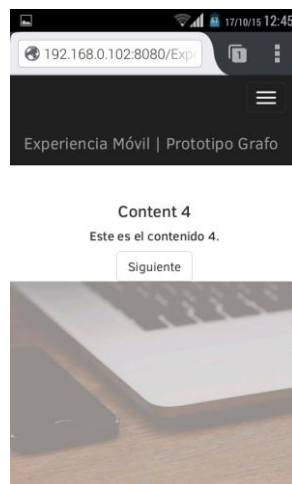 17/10/15 12:45
192.168.0.102:8080/Expe
1
Experiencia Móvil | Prototipo Grafo
Content 4
Este es el contenido 4.
Siguiente